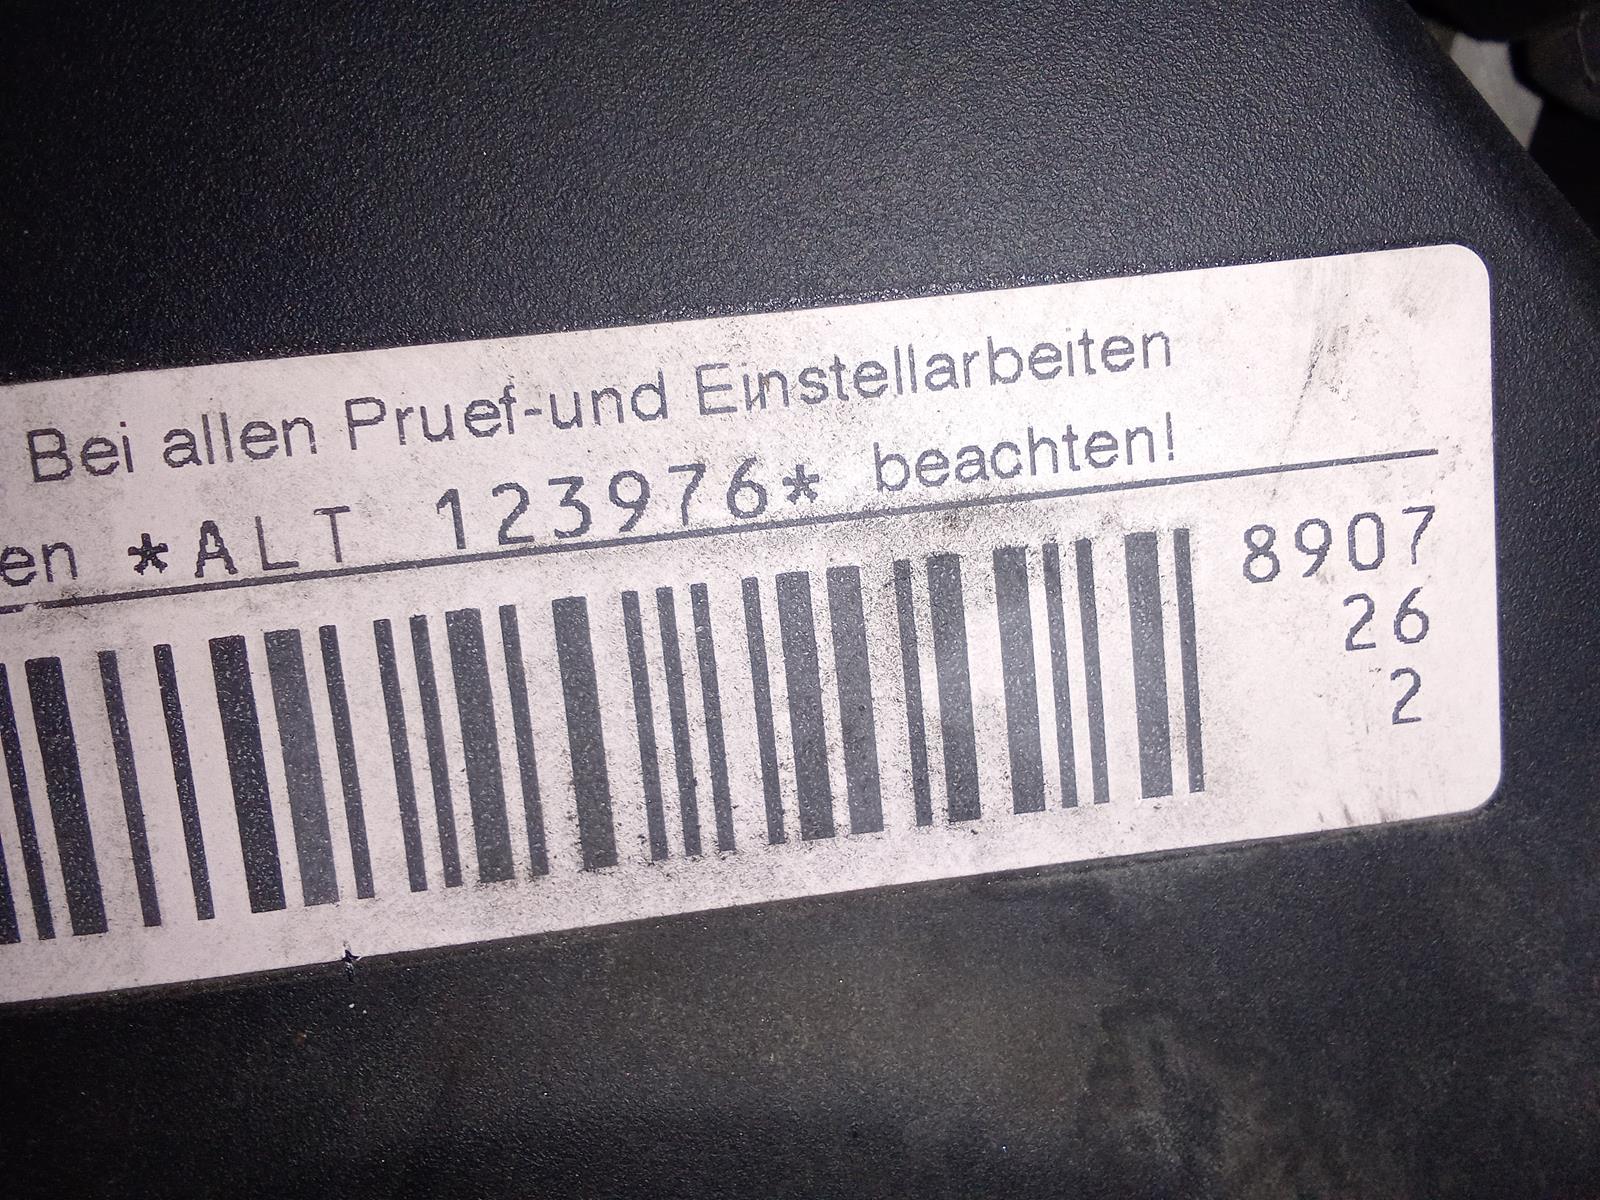 Bei allen Pruef-und Einstellarbeiten
en *ALT 123976* beachten!
8907
26
2